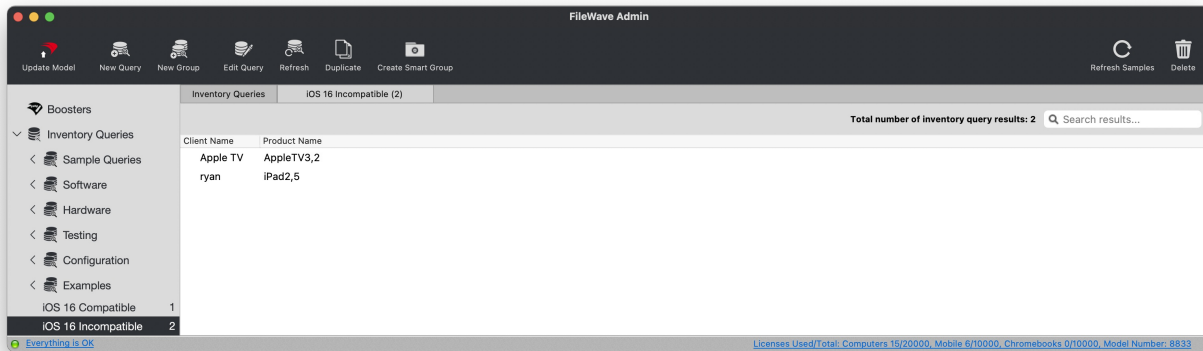 FileWave Admin
Update Model
New Query
New Group
Edit Query
Refresh
Duplicate
Create Smart Group
Refresh Samples
Delete
Boosters
Inventory Queries
Sample Queries
Software
Hardware
Testing
Configuration
Examples
iOS 16 Compatible 1
iOS 16 Incompatible 2
Inventory Queries
iOS 16 Incompatible (2)
Total number of inventory query results: 2
Search results...
Client Name Product Name
Apple TV AppleTV3,2
ryan iPad2,5
Everything is OK
Licenses Used/Total: Computers 15/20000, Mobile 6/10000, Chromebooks 0/10000, Model Number: 8833